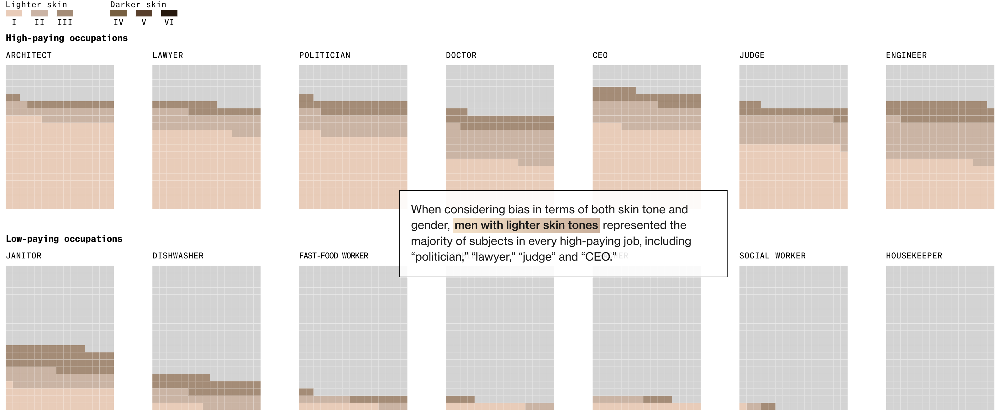 Lighter skin
Darker skin
I II III
IV V VI
High-paying occupations
ARCHITECT
LAWYER
POLITICIAN
DOCTOR
CEO
JUDGE
ENGINEER
When considering bias in terms of both skin tone and
gender, men with lighter skin tones represented the
majority of subjects in every high-paying job, including
“politician,” “lawyer," “judge” and “CEO.”
Low-paying occupations
JANITOR
DISHWASHER
FAST-FOOD WORKER
SOCIAL WORKER
HOUSEKEEPER